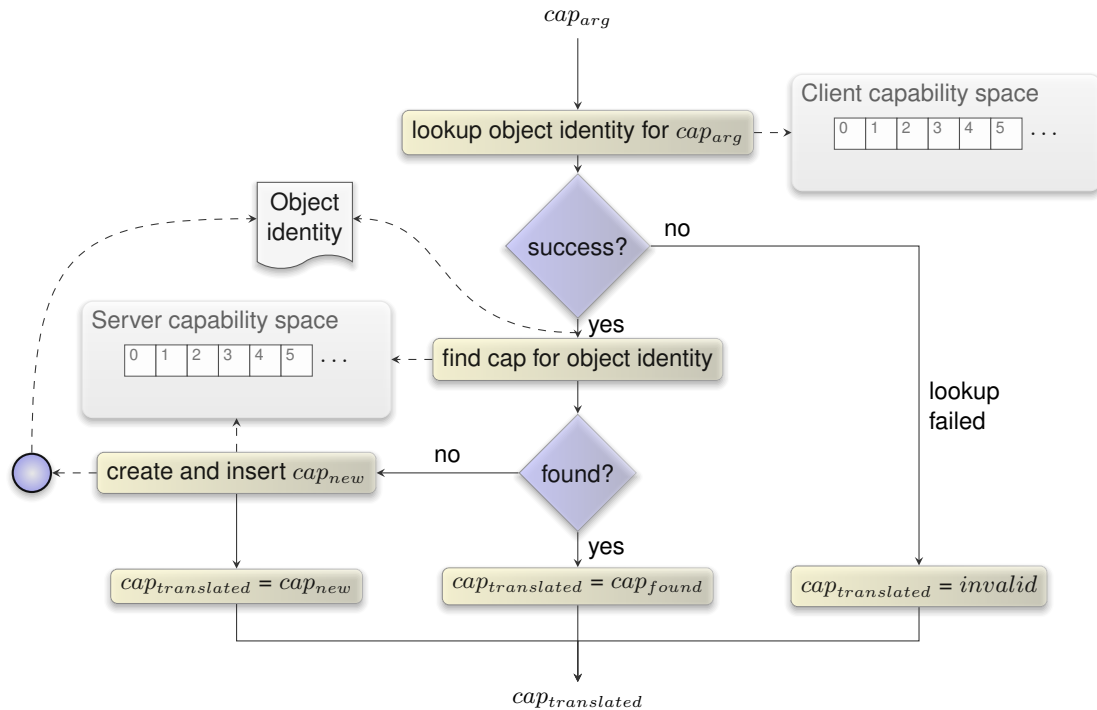 cap_arg
lookup object identity for cap_arg
Client capability space
0 1 2 3 4 5 ...
Object
identity
success?
no
yes
Server capability space
0 1 2 3 4 5 ...
find cap for object identity
lookup
failed
create and insert cap_new
no
found?
yes
cap_translated = cap_new
cap_translated = cap_found
cap_translated = invalid
cap_translated